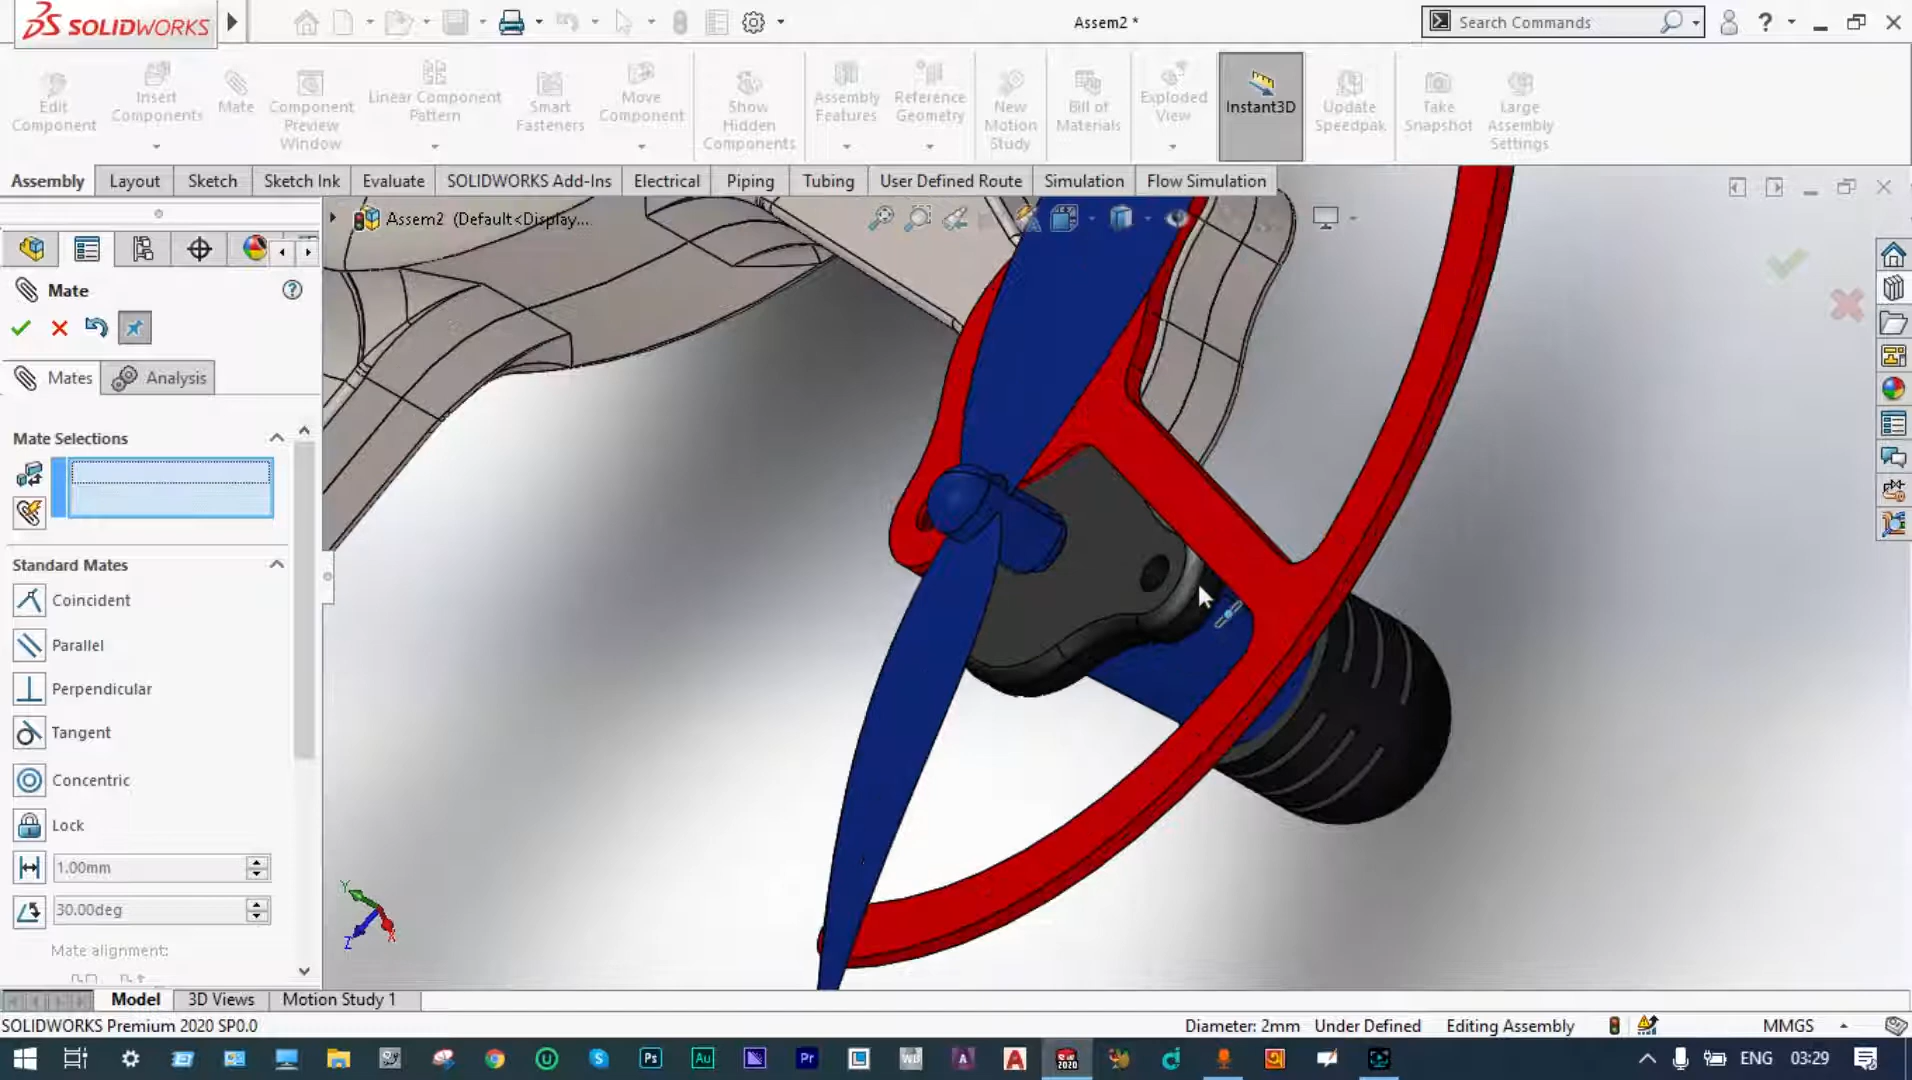 SOLIDWORKS
Assem2 *
Search Commands
Edit Component
Insert Components
Mate
Component Preview Window
Linear Component Pattern
Smart Fasteners
Move Component
Show Hidden Components
Assembly Features
Reference Geometry
New Motion Study
Bill of Materials
Exploded View
Instant3D
Update Speedpak
Take Snapshot
Large Assembly Settings
Assembly
Layout
Sketch
Sketch Ink
Evaluate
SOLIDWORKS Add-Ins
Electrical
Piping
Tubing
User Defined Route
Simulation
Flow Simulation
Assem2 (Default<Display...
Mate
Mates
Analysis
Mate Selections
Standard Mates
Coincident
Parallel
Perpendicular
Tangent
Concentric
Lock
1.00mm
30.00deg
Mate alignment:
Y
Z
X
Model
3D Views
Motion Study 1
SOLIDWORKS Premium 2020 SP0.0
Diameter: 2mm
Under Defined
Editing Assembly
MMGS
Ps
Au
Pr
2020
ENG
03:29